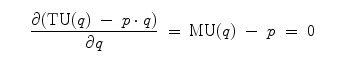 ∂(TU(q) − p · q)
∂q
= MU(q) − p = 0